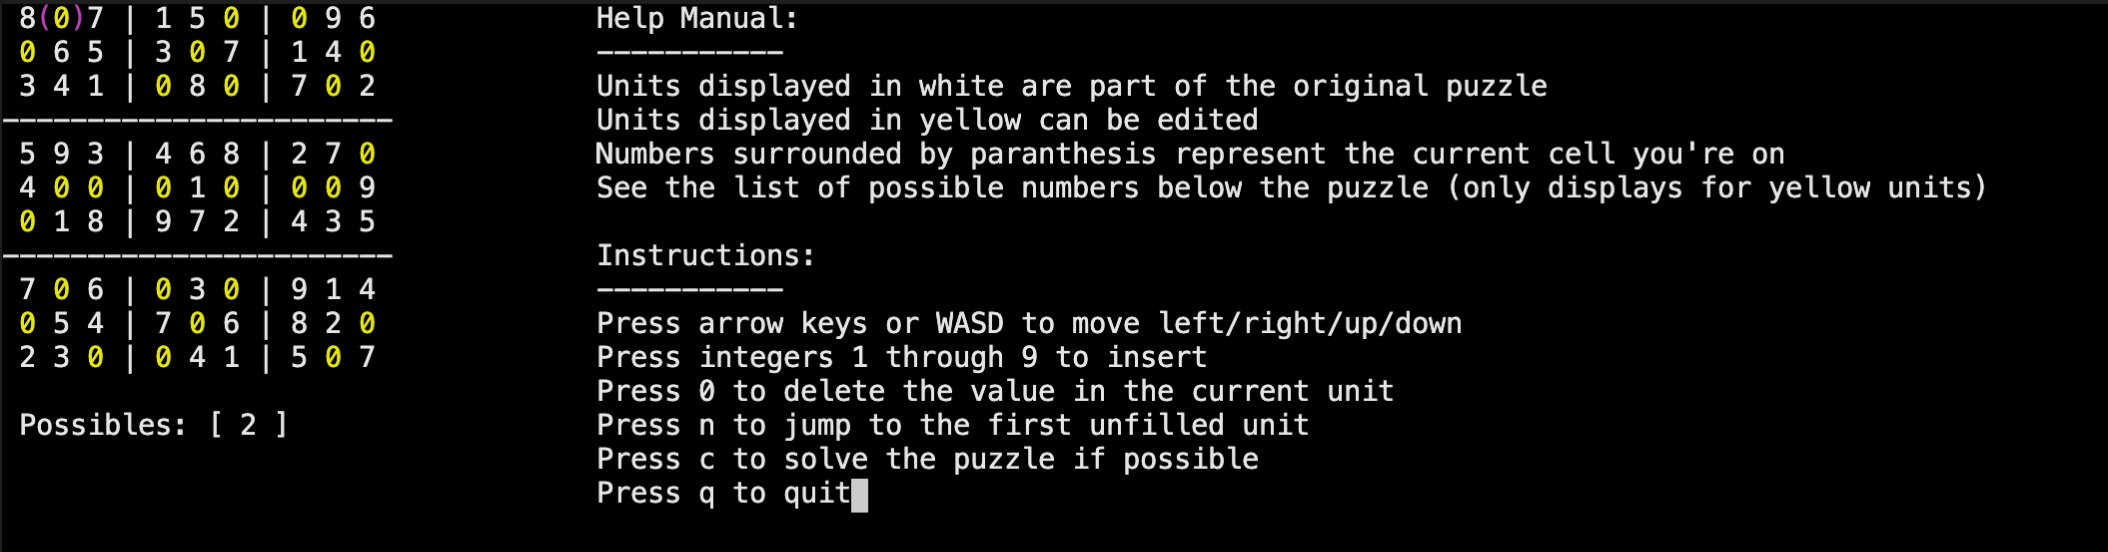 8(0)7 | 1 5 0 | 0 9 6
0 6 5 | 3 0 7 | 1 4 0
3 4 1 | 0 8 0 | 7 0 2
-----------------------
5 9 3 | 4 6 8 | 2 7 0
4 0 0 | 0 1 0 | 0 0 9
0 1 8 | 9 7 2 | 4 3 5
-----------------------
7 0 6 | 0 3 0 | 9 1 4
0 5 4 | 7 0 6 | 8 2 0
2 3 0 | 0 4 1 | 5 0 7
Possibles: [ 2 ]
Help Manual:
-----------
Units displayed in white are part of the original puzzle
Units displayed in yellow can be edited
Numbers surrounded by paranthesis represent the current cell you're on
See the list of possible numbers below the puzzle (only displays for yellow units)
Instructions:
-----------
Press arrow keys or WASD to move left/right/up/down
Press integers 1 through 9 to insert
Press 0 to delete the value in the current unit
Press n to jump to the first unfilled unit
Press c to solve the puzzle if possible
Press q to quit